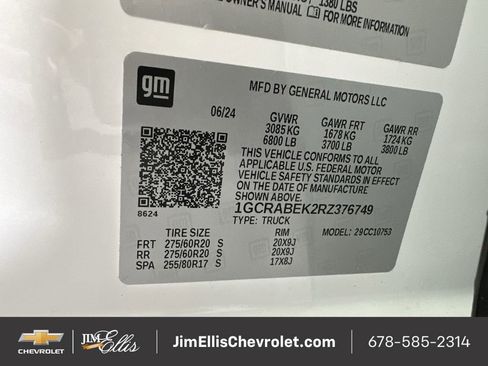 1380 LBS
OWNER'S MANUAL FOR MORE INFORMATION
gm
MFD BY GENERAL MOTORS LLC
06/24
GVWR GAWR FRT GAWR RR
3085 KG 1678 KG 1724 KG
6800 LB 3700 LB 3800 LB
THIS VEHICLE CONFORMS TO ALL
APPLICABLE U.S. FEDERAL MOTOR
VEHICLE SAFETY STANDARDS IN EFFECT
ON THE DATE OF MANUFACTURE
SHOWN ABOVE.
1GCRABEK2RZ376749
TYPE: TRUCK MODEL: 29CC10753
8624
TIRE SIZE RIM
FRT 275/60R20 S 20X9J
RR 275/60R20 S 20X9J
SPA 255/80R17 S 17X8J
CHEVROLET
JIM Ellis
JimEllisChevrolet.com
678-585-2314